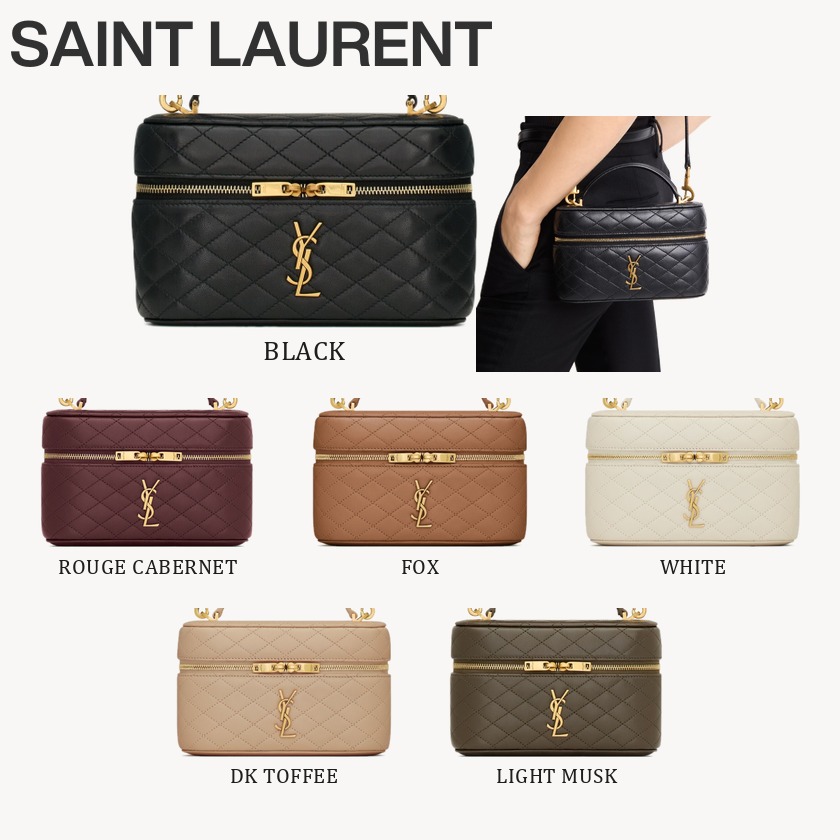 SAINT LAURENT
BLACK
ROUGE CABERNET
FOX
WHITE
DK TOFFEE
LIGHT MUSK